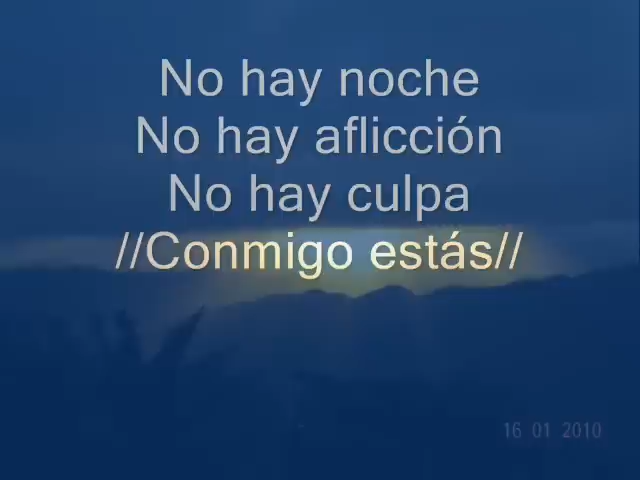 No hay noche
No hay aflicción
No hay culpa
//Conmigo estás//
16 01 2010